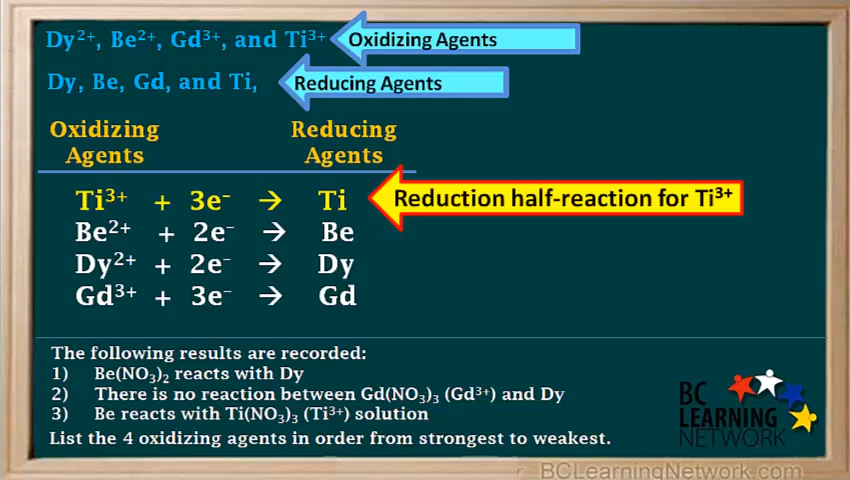 Dy²⁺, Be²⁺, Gd³⁺, and Ti³⁺ Oxidizing Agents
Dy, Be, Gd, and Ti, Reducing Agents
Oxidizing Agents Reducing Agents
Ti³⁺ + 3e⁻ → Ti Reduction half-reaction for Ti³⁺
Be²⁺ + 2e⁻ → Be
Dy²⁺ + 2e⁻ → Dy
Gd³⁺ + 3e⁻ → Gd
The following results are recorded:
1) Be(NO₃)₂ reacts with Dy
2) There is no reaction between Gd(NO₃)₃ (Gd³⁺) and Dy
3) Be reacts with Ti(NO₃)₃ (Ti³⁺) solution
List the 4 oxidizing agents in order from strongest to weakest.
BC
LEARNING
NETWORK
BCLearningNetwork.com